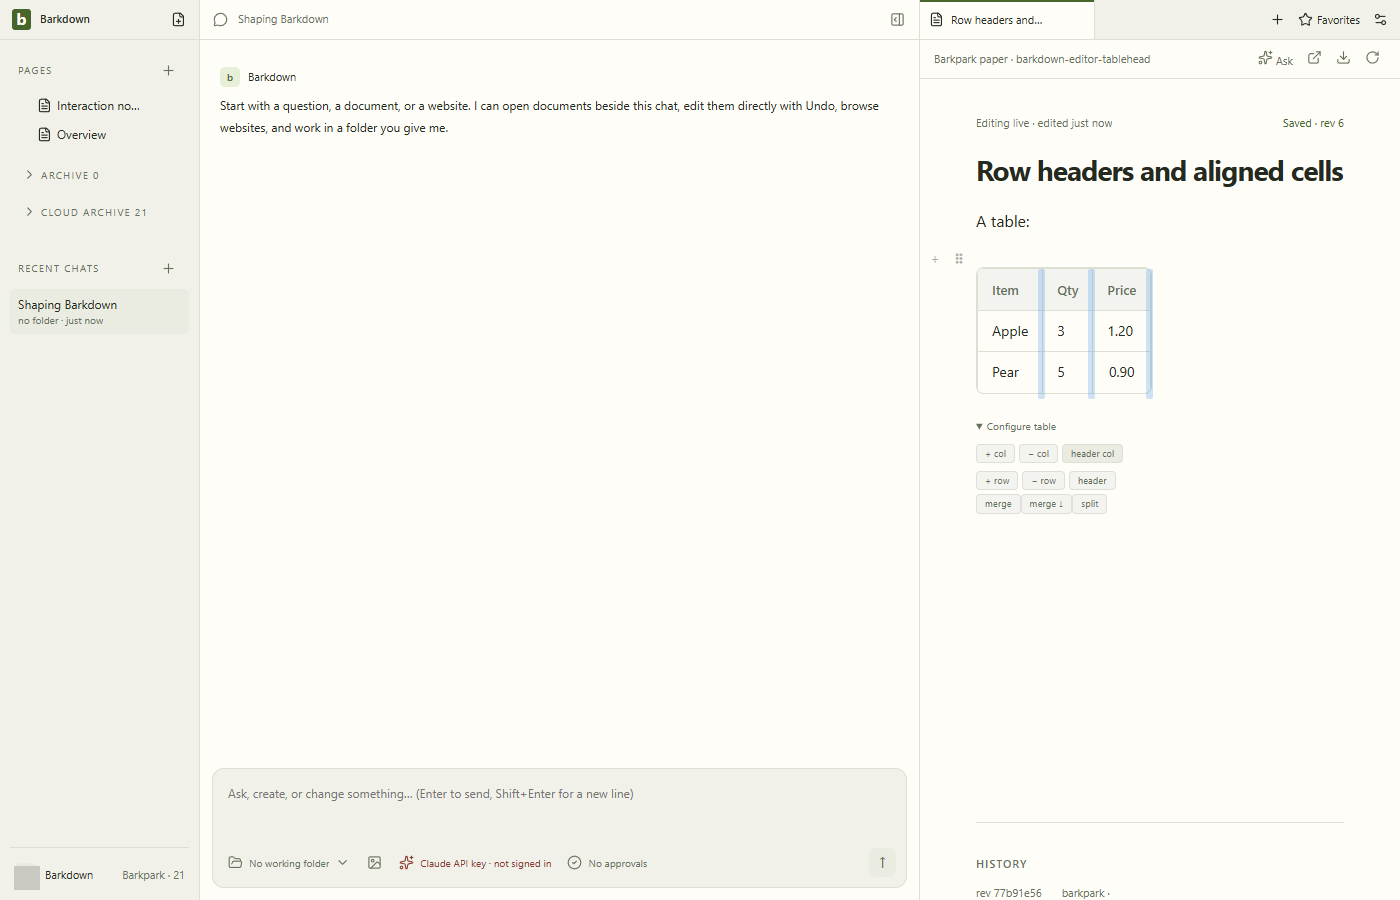 b Barkdown
PAGES
Interaction no...
Overview
ARCHIVE 0
CLOUD ARCHIVE 21
RECENT CHATS
Shaping Barkdown
no folder · just now
Barkdown
Barkpark · 21
Shaping Barkdown
b Barkdown
Start with a question, a document, or a website. I can open documents beside this chat, edit them directly with Undo, browse
websites, and work in a folder you give me.
Ask, create, or change something... (Enter to send, Shift+Enter for a new line)
No working folder
Claude API key · not signed in
No approvals
Row headers and...
Favorites
Barkpark paper · barkdown-editor-tablehead
Ask
Editing live · edited just now
Saved · rev 6
Row headers and aligned cells
A table:
Item Qty Price
Apple 3 1.20
Pear 5 0.90
▼ Configure table
+ col − col header col
+ row − row header
merge merge ↓ split
HISTORY
rev 77b91e56 barkpark ·